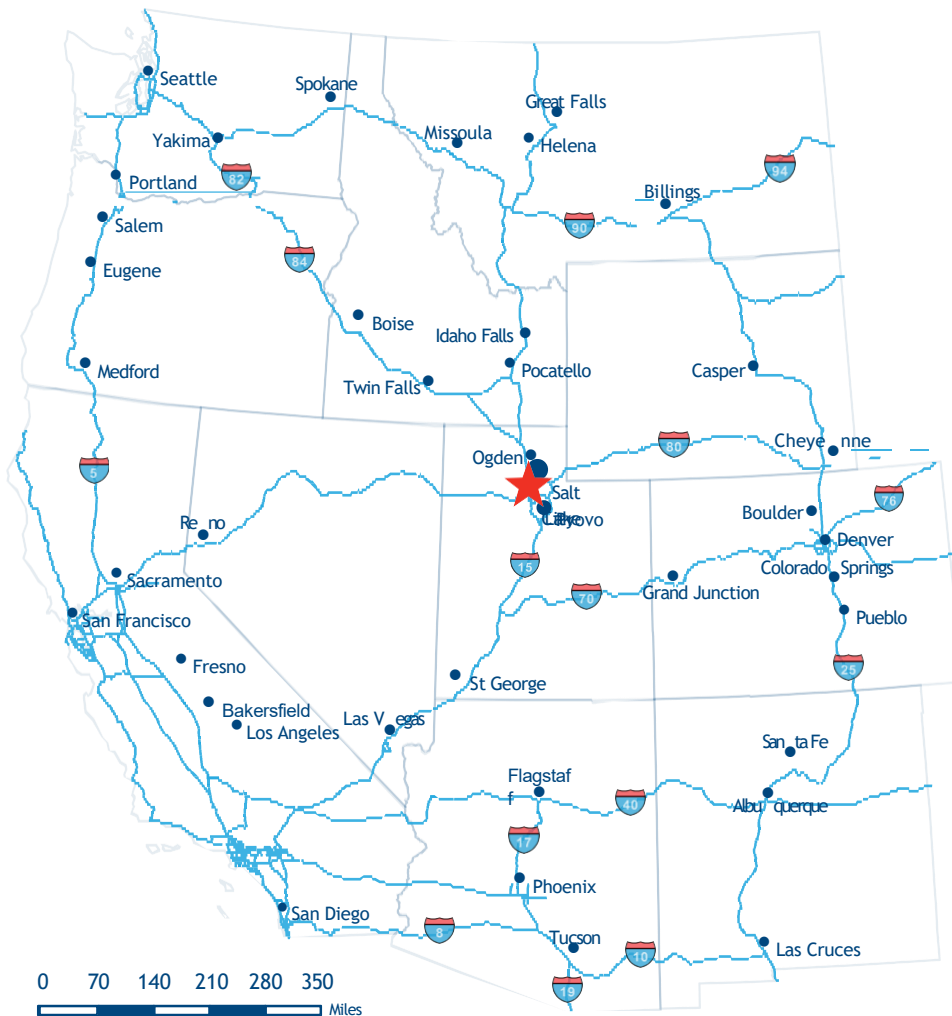 Seattle
Spokane
Great Falls
Yakima
Missoula
Helena
82
94
Portland
Billings
Salem
90
Eugene
84
Boise
Idaho Falls
Medford
Twin Falls
Pocatello
Casper
Ogden
80
Cheye nne
5
Salt
76
Re no
Boulder
Denver
15
Sacramento
Colorado Springs
70
Grand Junction
San Francisco
Pueblo
Fresno
25
St George
Bakersfield
Los Angeles
Las V egas
San ta Fe
Flagstaf
f
40
Albu querque
17
Phoenix
San Diego
8
Tucson
10
Las Cruces
19
0 70 140 210 280 350
Miles